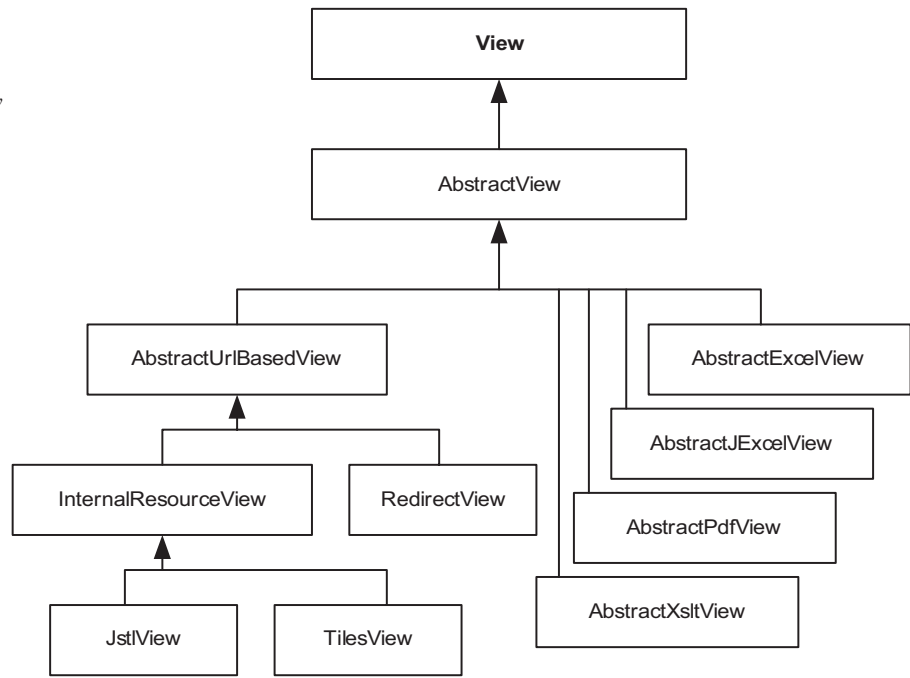 View
,
AbstractView
AbstractUrlBasedView
AbstractExcelView
AbstractJExcelView
InternalResourceView
RedirectView
AbstractPdfView
AbstractXsltView
JstlView
TilesView